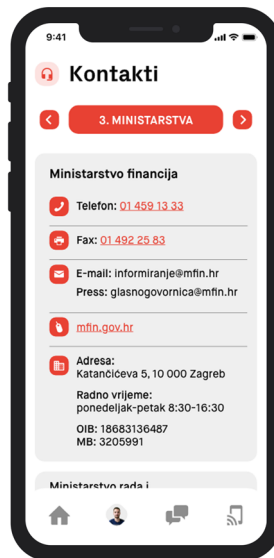 9:41
Kontakti
3. MINISTARSTVA
Ministarstvo financija
Telefon: 01 459 13 33
Fax: 01 492 25 83
E-mail: informiranje@mfin.hr
Press: glasnogovornica@mfin.hr
mfin.gov.hr
Adresa:
Katančićeva 5, 10 000 Zagreb
Radno vrijeme:
ponedeljak-petak 8:30-16:30
OIB: 18683136487
MB: 3205991
Ministarstvo rada i